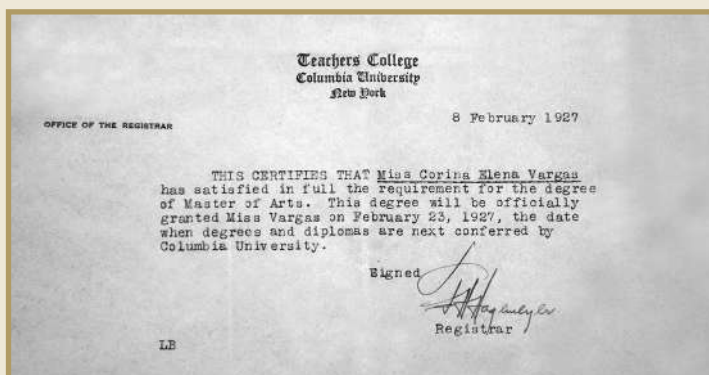 Teachers College
Columbia University
New York
8 February 1927
OFFICE OF THE REGISTRAR
THIS CERTIFIES THAT Miss Corina Elena Vargas
has satisfied in full the requirement for the degree
of Master of Arts. This degree will be officially
granted Miss Vargas on February 23, 1927, the date
when degrees and diplomas are next conferred by
Columbia University.
Signed
Registrar
LB